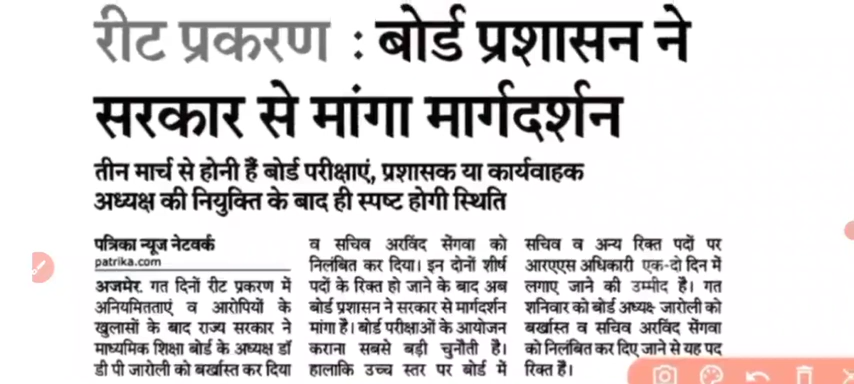 रीट प्रकरण : बोर्ड प्रशासन ने
सरकार से मांगा मार्गदर्शन
तीन मार्च से होनी हैं बोर्ड परीक्षाएं, प्रशासक या कार्यवाहक
अध्यक्ष की नियुक्ति के बाद ही स्पष्ट होगी स्थिति
पत्रिका न्यूज नेटवर्क
patrika.com
अजमेर. गत दिनों रीट प्रकरण में
अनियमितताएं व आरोपियों के
खुलासों के बाद राज्य सरकार ने
माध्यमिक शिक्षा बोर्ड के अध्यक्ष डॉ
डी पी जारोली को बर्खास्त कर दिया
व सचिव अरविंद सेंगवा को
निलंबित कर दिया। इन दोनों शीर्ष
पदों के रिक्त हो जाने के बाद अब
बोर्ड प्रशासन ने सरकार से मार्गदर्शन
मांगा है। बोर्ड परीक्षाओं के आयोजन
कराना सबसे बड़ी चुनौती है।
हालाकि उच्च स्तर पर बोर्ड में
सचिव व अन्य रिक्त पदों पर
आरएएस अधिकारी एक-दो दिन में
लगाए जाने की उम्मीद है। गत
शनिवार को बोर्ड अध्यक्ष जारोली को
बर्खास्त व सचिव अरविंद सेंगवा
को निलंबित कर दिए जाने से यह पद
रिक्त है।